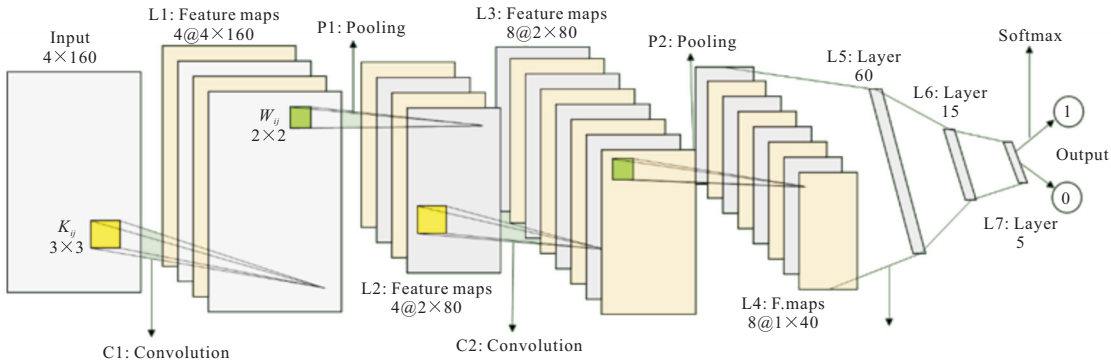 Input
4×160
L1: Feature maps
4@4×160
P1: Pooling
L3: Feature maps
8@2×80
P2: Pooling
L5: Layer
60
L6: Layer
15
Softmax
1
Output
0
L7: Layer
5
W_ij
2×2
K_ij
3×3
L2: Feature maps
4@2×80
L4: F.maps
8@1×40
C1: Convolution
C2: Convolution